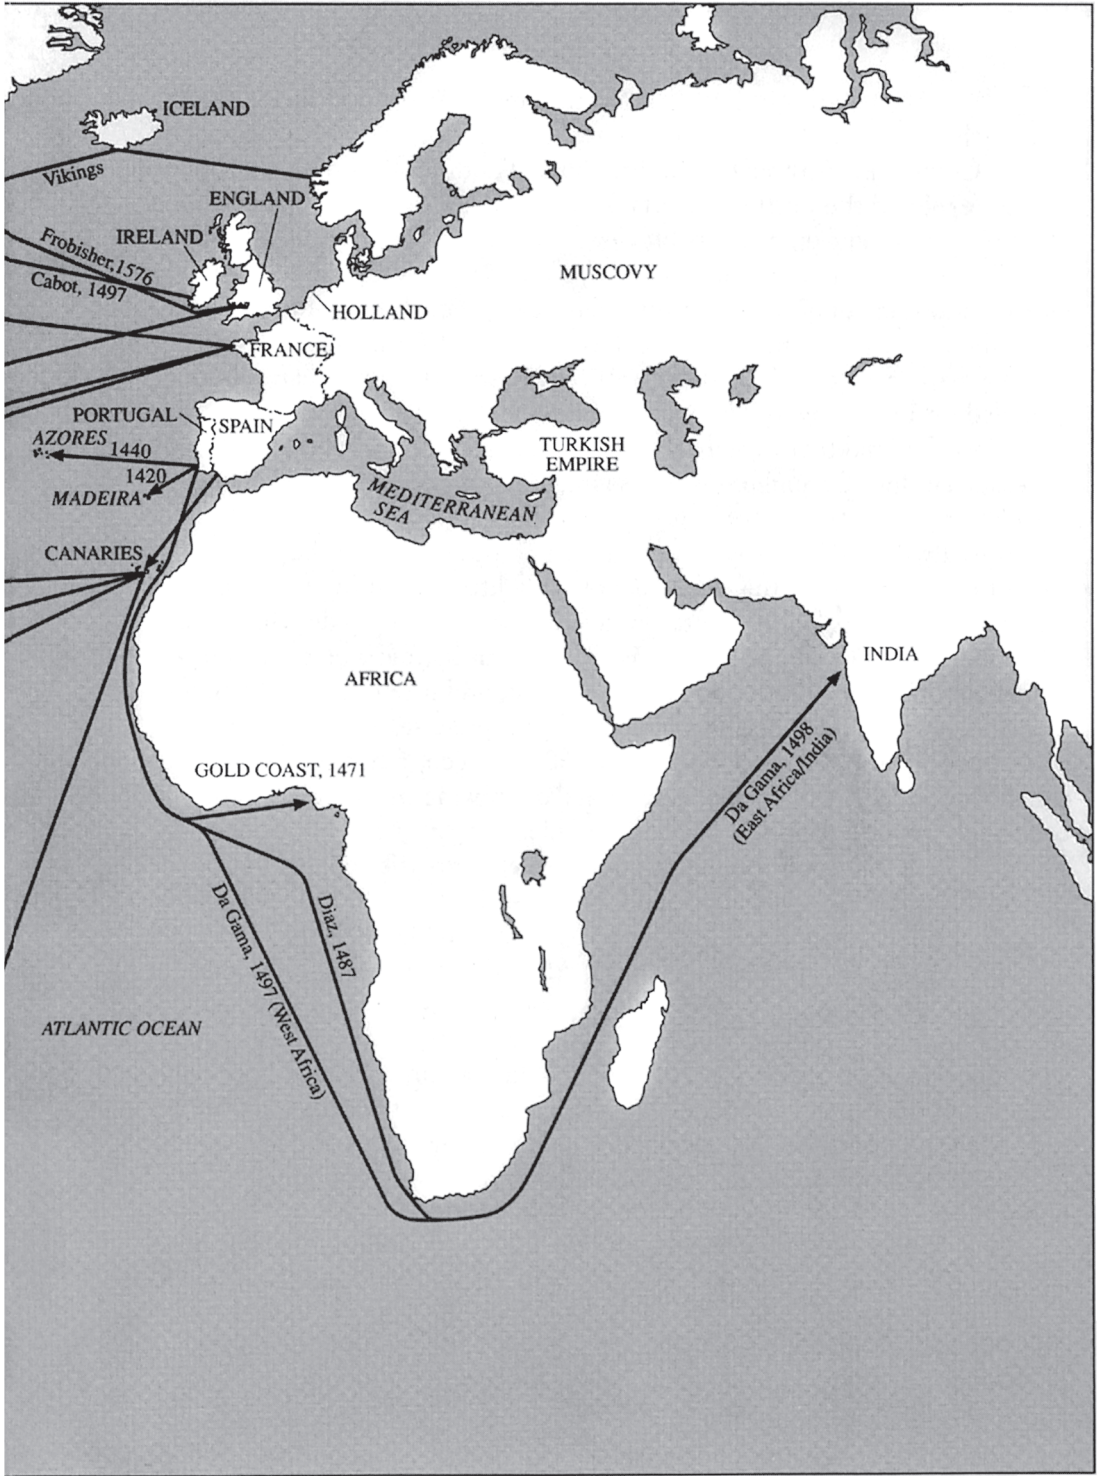 ICELAND
Vikings
ENGLAND
IRELAND
Frobisher, 1576
Cabot, 1497
MUSCOVY
HOLLAND
FRANCE
PORTUGAL
SPAIN
AZORES
1440
1420
MADEIRA
TURKISH
EMPIRE
MEDITERRANEAN
SEA
CANARIES
INDIA
AFRICA
GOLD COAST, 1471
Da Gama, 1498
(East Africa/India)
Da Gama, 1497 (West Africa)
Diaz, 1487
ATLANTIC OCEAN